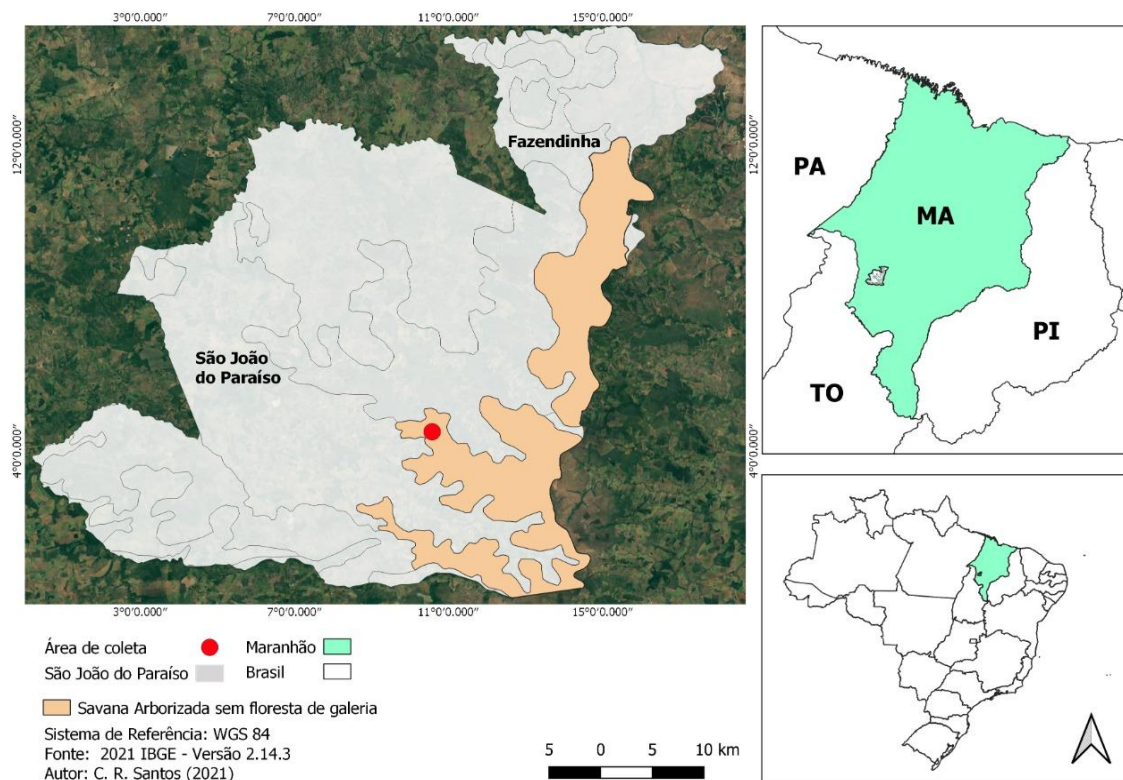 3°0'0.000" 7°0'0.000" 11°0'0.000" 15°0'0.000"
12°0'0.000"
12°0'0.000"
Fazendinha
São João
do Paraíso
4°0'0.000"
4°0'0.000"
3°0'0.000" 7°0'0.000" 11°0'0.000" 15°0'0.000"
PA
MA
PI
TO
Área de coleta
Maranhão
São João do Paraíso
Brasil
Savana Arborizada sem floresta de galeria
Sistema de Referência: WGS 84
Fonte: 2021 IBGE - Versão 2.14.3
Autor: C. R. Santos (2021)
5 0 5 10 km